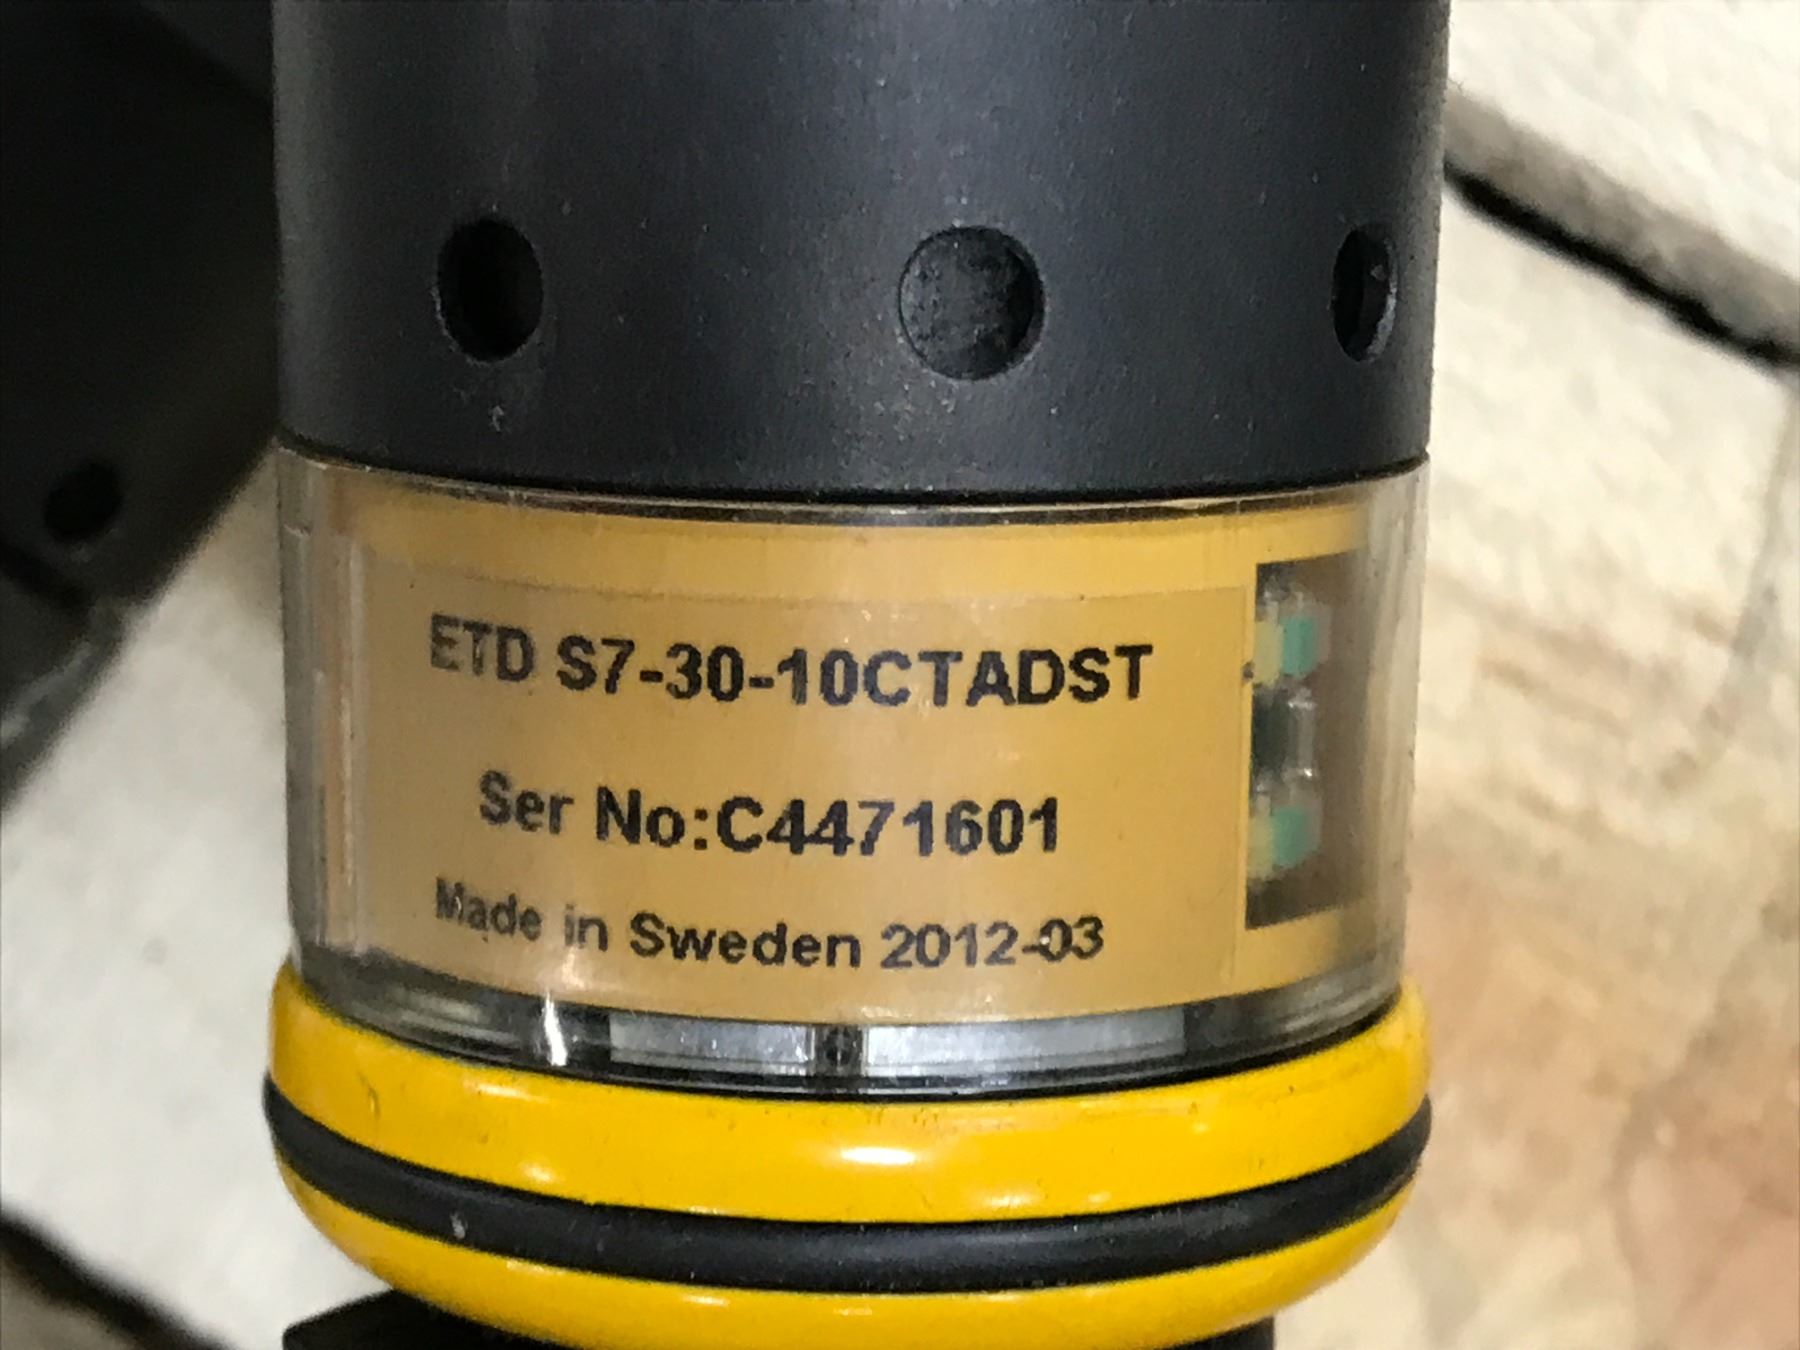 ETD S7-30-10CTADST
Ser No:C4471601
Made in Sweden 2012-03